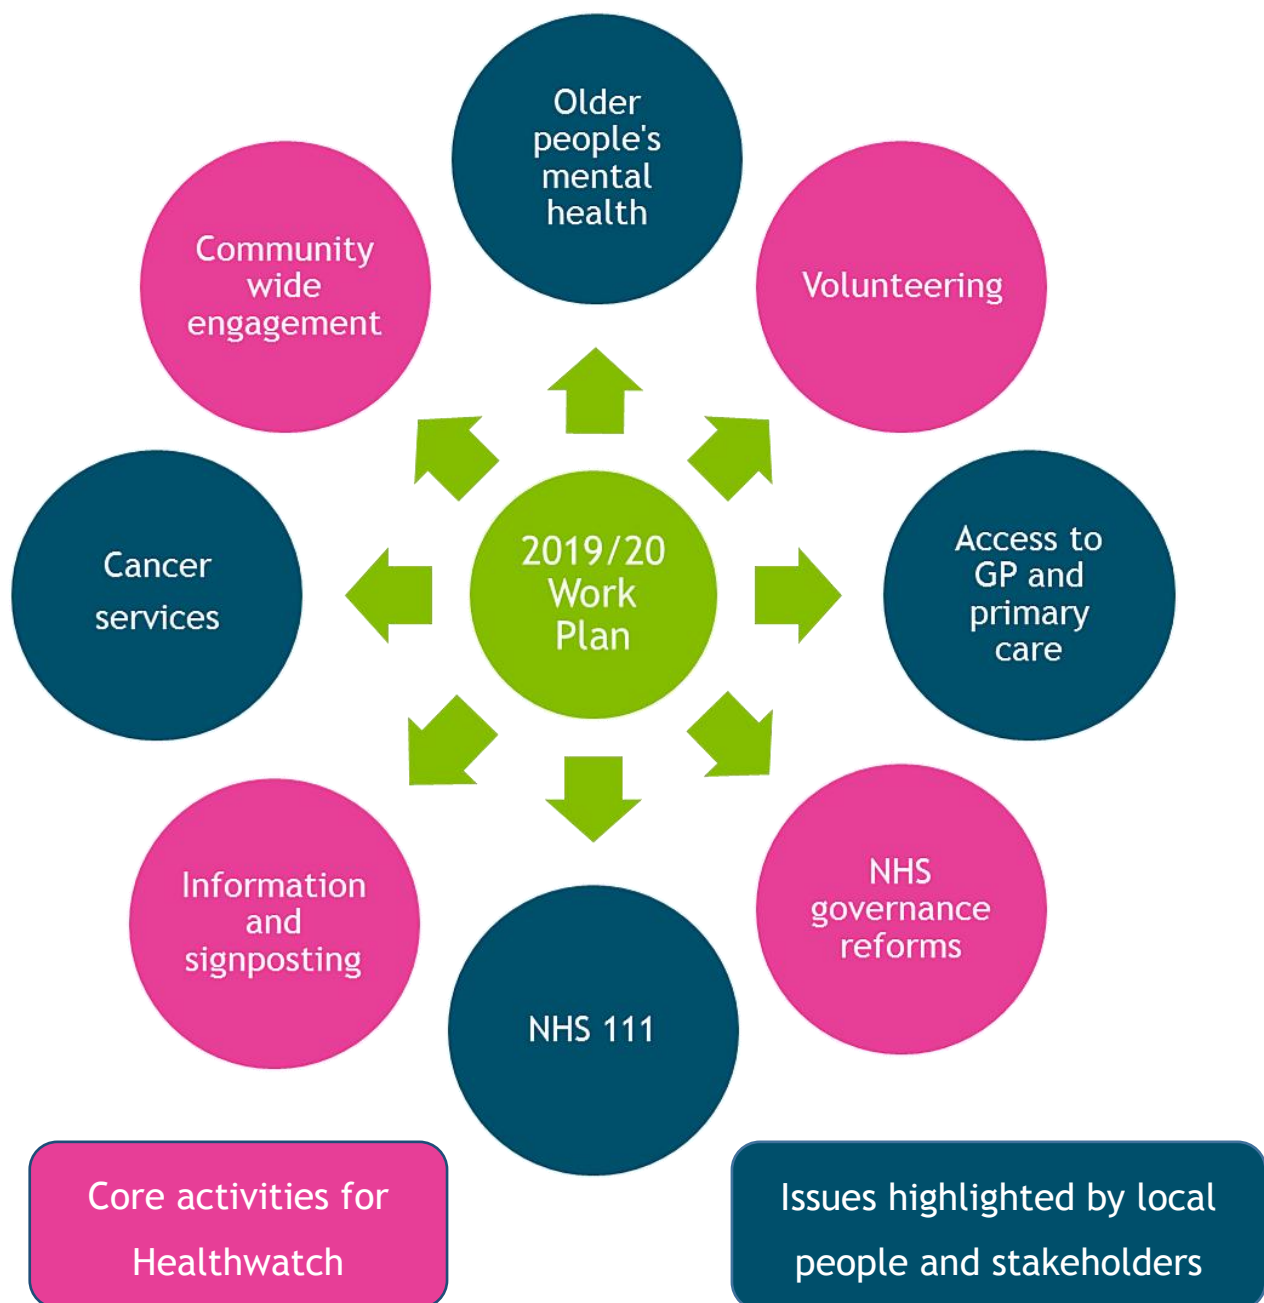 Older
people's
mental
health
Community
wide
engagement
Volunteering
Cancer
services
2019/20
Work
Plan
Access to
GP and
primary
care
Information
and
signposting
NHS
governance
reforms
NHS 111
Core activities for
Healthwatch
Issues highlighted by local
people and stakeholders